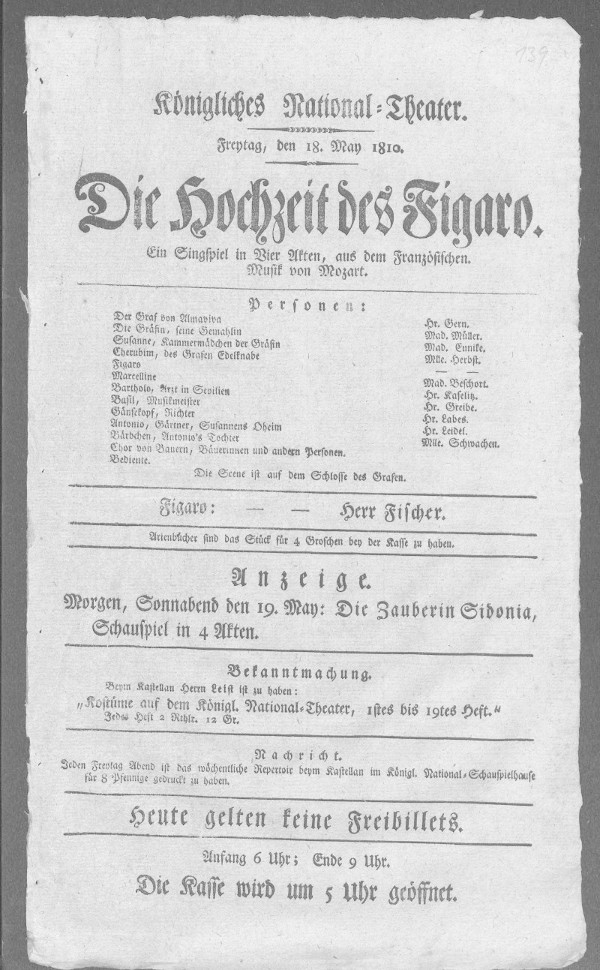 139
Königliches National-Theater.
Freytag, den 18. May 1810.
Die Hochzeit des Figaro.
Ein Singspiel in Vier Akten, aus dem Französischen.
Musik von Mozart.
Personen:
Der Graf von Almaviva Hr. Gern.
Die Gräfin, seine Gemahlin Mad. Müller.
Susanne, Kammermädchen der Gräfin Mad. Eunike.
Cherubim, des Grafen Edelknabe Mlle. Herbst.
Figaro — —
Marcelline Mad. Beschort.
Bartholo, Arzt in Sevilien Hr. Kaselitz.
Basil, Musikmeister Hr. Greibe.
Gänsekopf, Richter Hr. Labes.
Antonio, Gärtner, Susannens Oheim Hr. Leidel.
Bärbchen, Antonio's Tochter Mlle. Schwachen.
Chor von Bauern, Bäuerinnen und andern Personen.
Bediente.
Die Scene ist auf dem Schlosse des Grafen.
Figaro: — — Herr Fischer.
Arienbücher sind das Stück für 4 Groschen bey der Kasse zu haben.
Anzeige.
Morgen, Sonnabend den 19. May: Die Zauberin Sidonia,
Schauspiel in 4 Akten.
Bekanntmachung.
Beym Kastellan Herrn Leist ist zu haben:
„Kostüme auf dem Königl. National-Theater, 1stes bis 19tes Heft.“
Jedes Heft 2 Rthlr. 12 Gr.
Nachricht.
Jeden Freytag Abend ist das wöchentliche Repertoir beym Kastellan im Königl. National-Schauspielhause
für 8 Pfennige gedruckt zu haben.
Heute gelten keine Freibillets.
Anfang 6 Uhr; Ende 9 Uhr.
Die Kasse wird um 5 Uhr geöffnet.